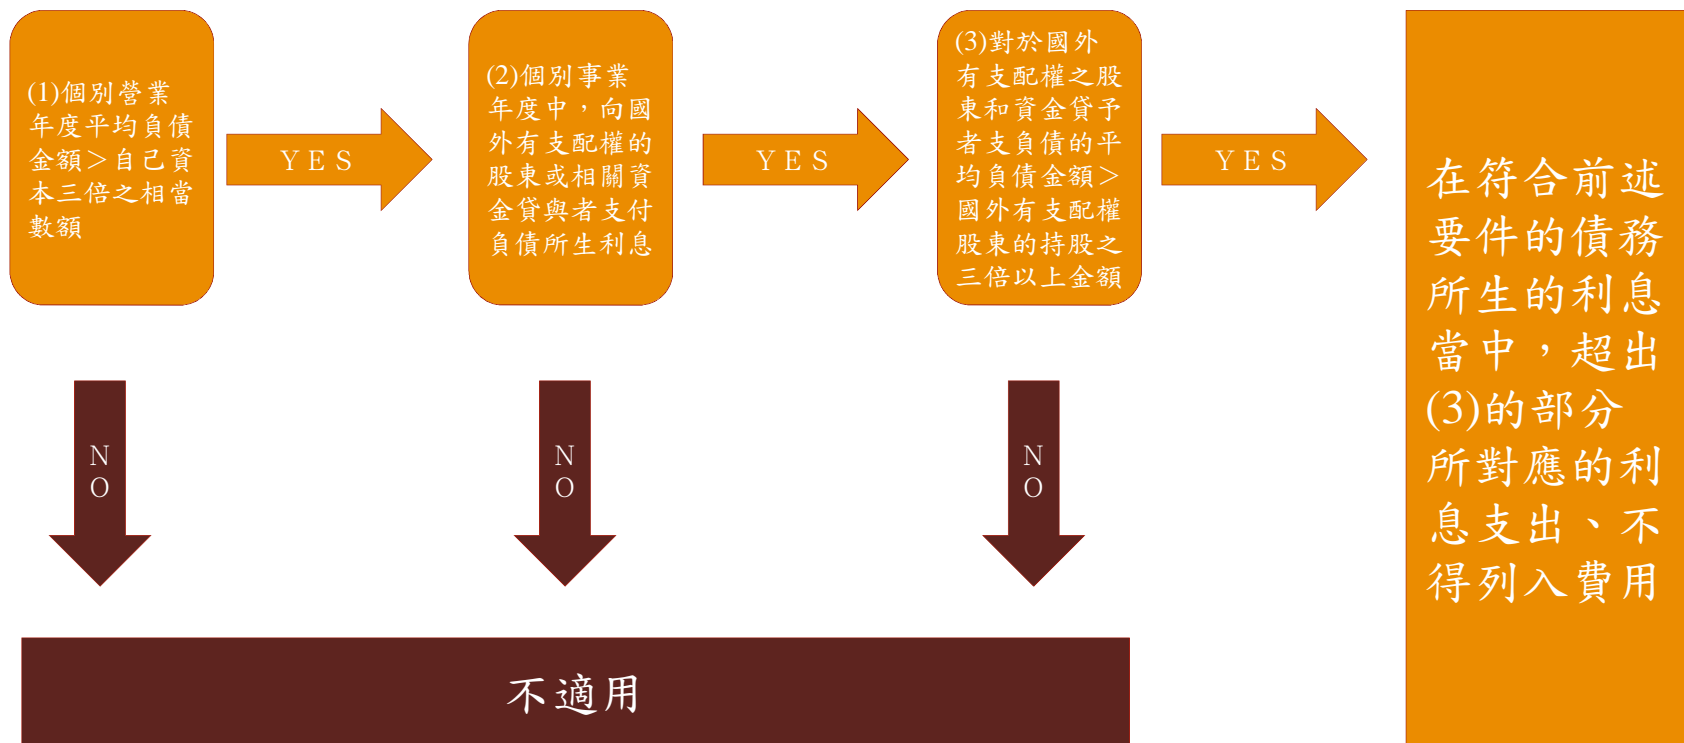 (1)個別營業
年度平均負債
金額＞自己資
本三倍之相當
數額
YES
(2)個別事業
年度中，向國
外有支配權的
股東或相關資
金貸與者支付
負債所生利息
YES
(3)對於國外
有支配權之股
東和資金貸予
者支負債的平
均負債金額＞
國外有支配權
股東的持股之
三倍以上金額
YES
在符合前述
要件的債務
所生的利息
當中，超出
(3)的部分
所對應的利
息支出、不
得列入費用
N
O
N
O
N
O
不適用